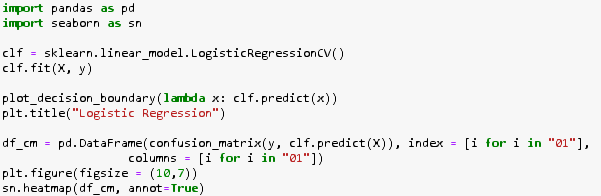 import pandas as pd
import seaborn as sn
clf = sklearn.linear_model.LogisticRegressionCV()
clf.fit(X, y)
plot_decision_boundary(lambda x: clf.predict(x))
plt.title("Logistic Regression")
df_cm = pd.DataFrame(confusion_matrix(y, clf.predict(X)), index = [i for i in "01"],
columns = [i for i in "01"])
plt.figure(figsize = (10,7))
sn.heatmap(df_cm, annot=True)